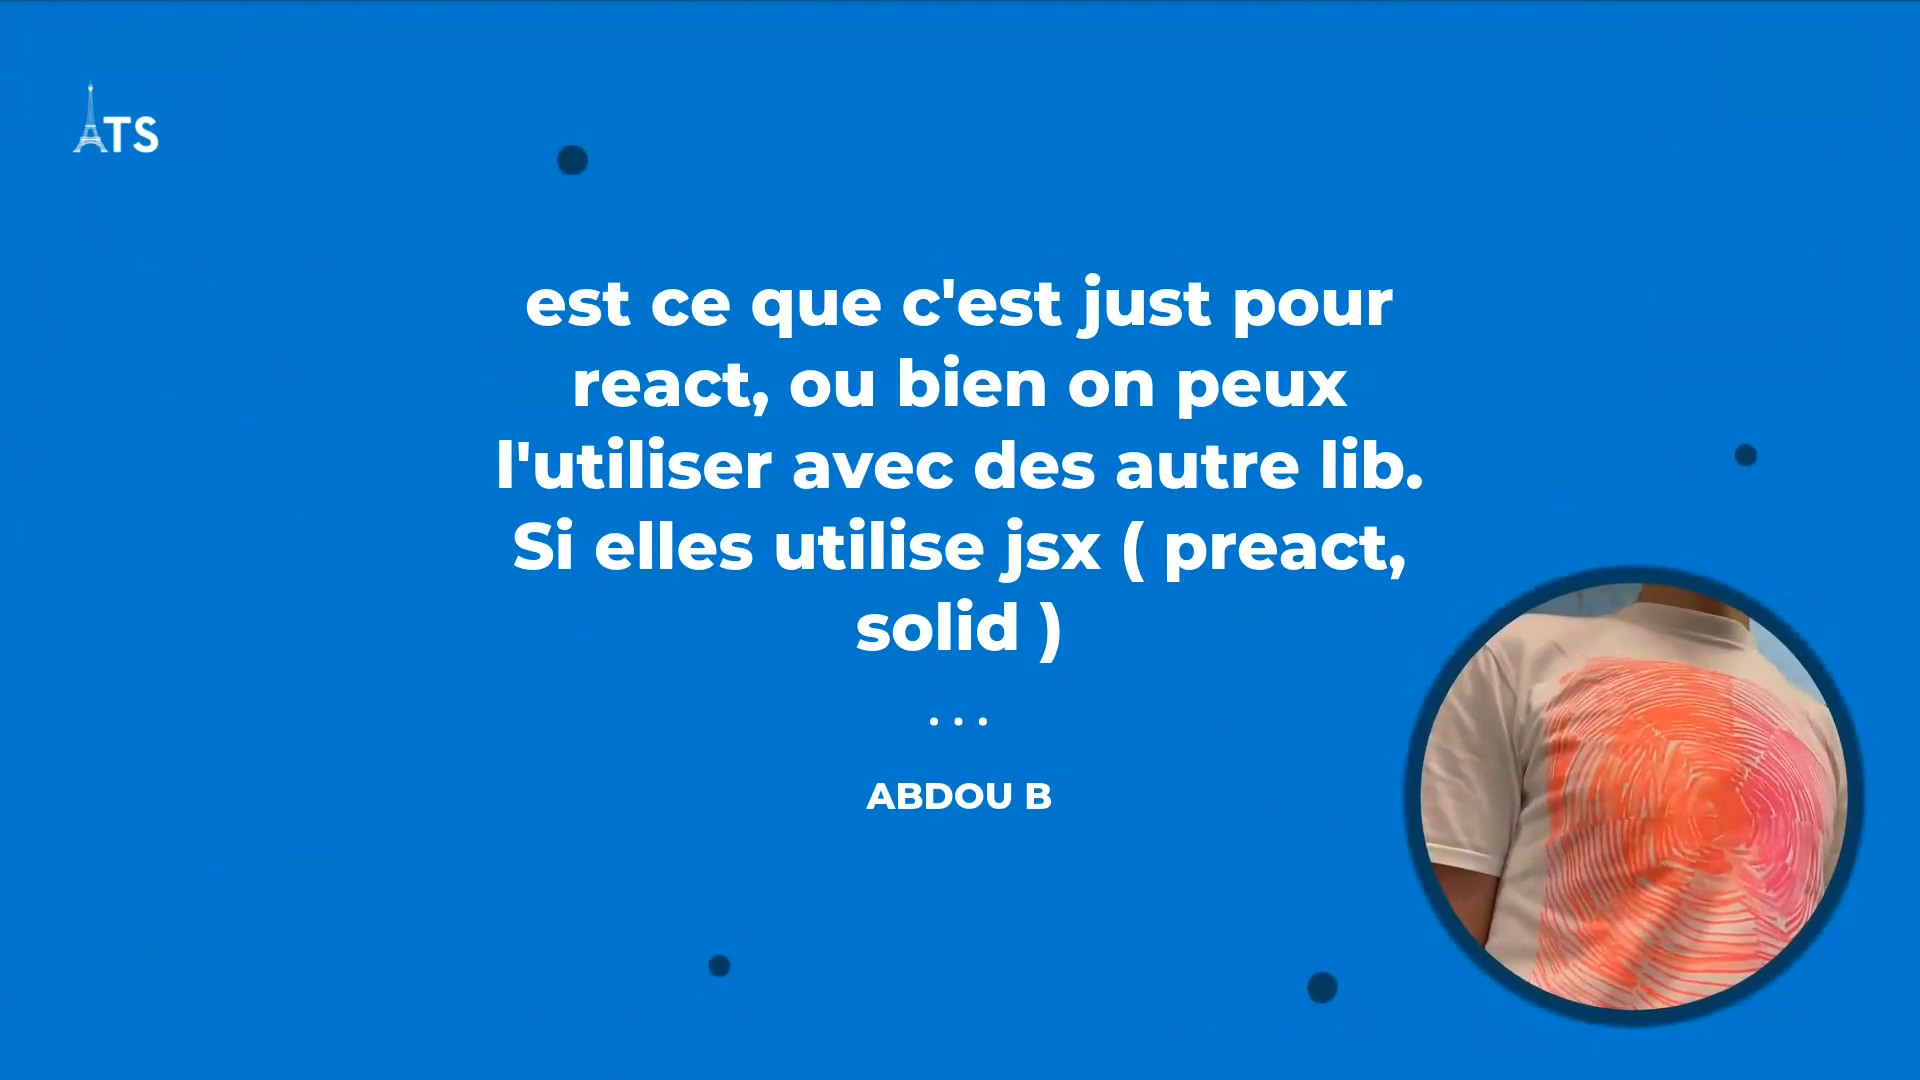 ATS
est ce que c'est just pour
react, ou bien on peux
l'utiliser avec des autre lib.
Si elles utilise jsx ( preact,
solid )
...
ABDOU B